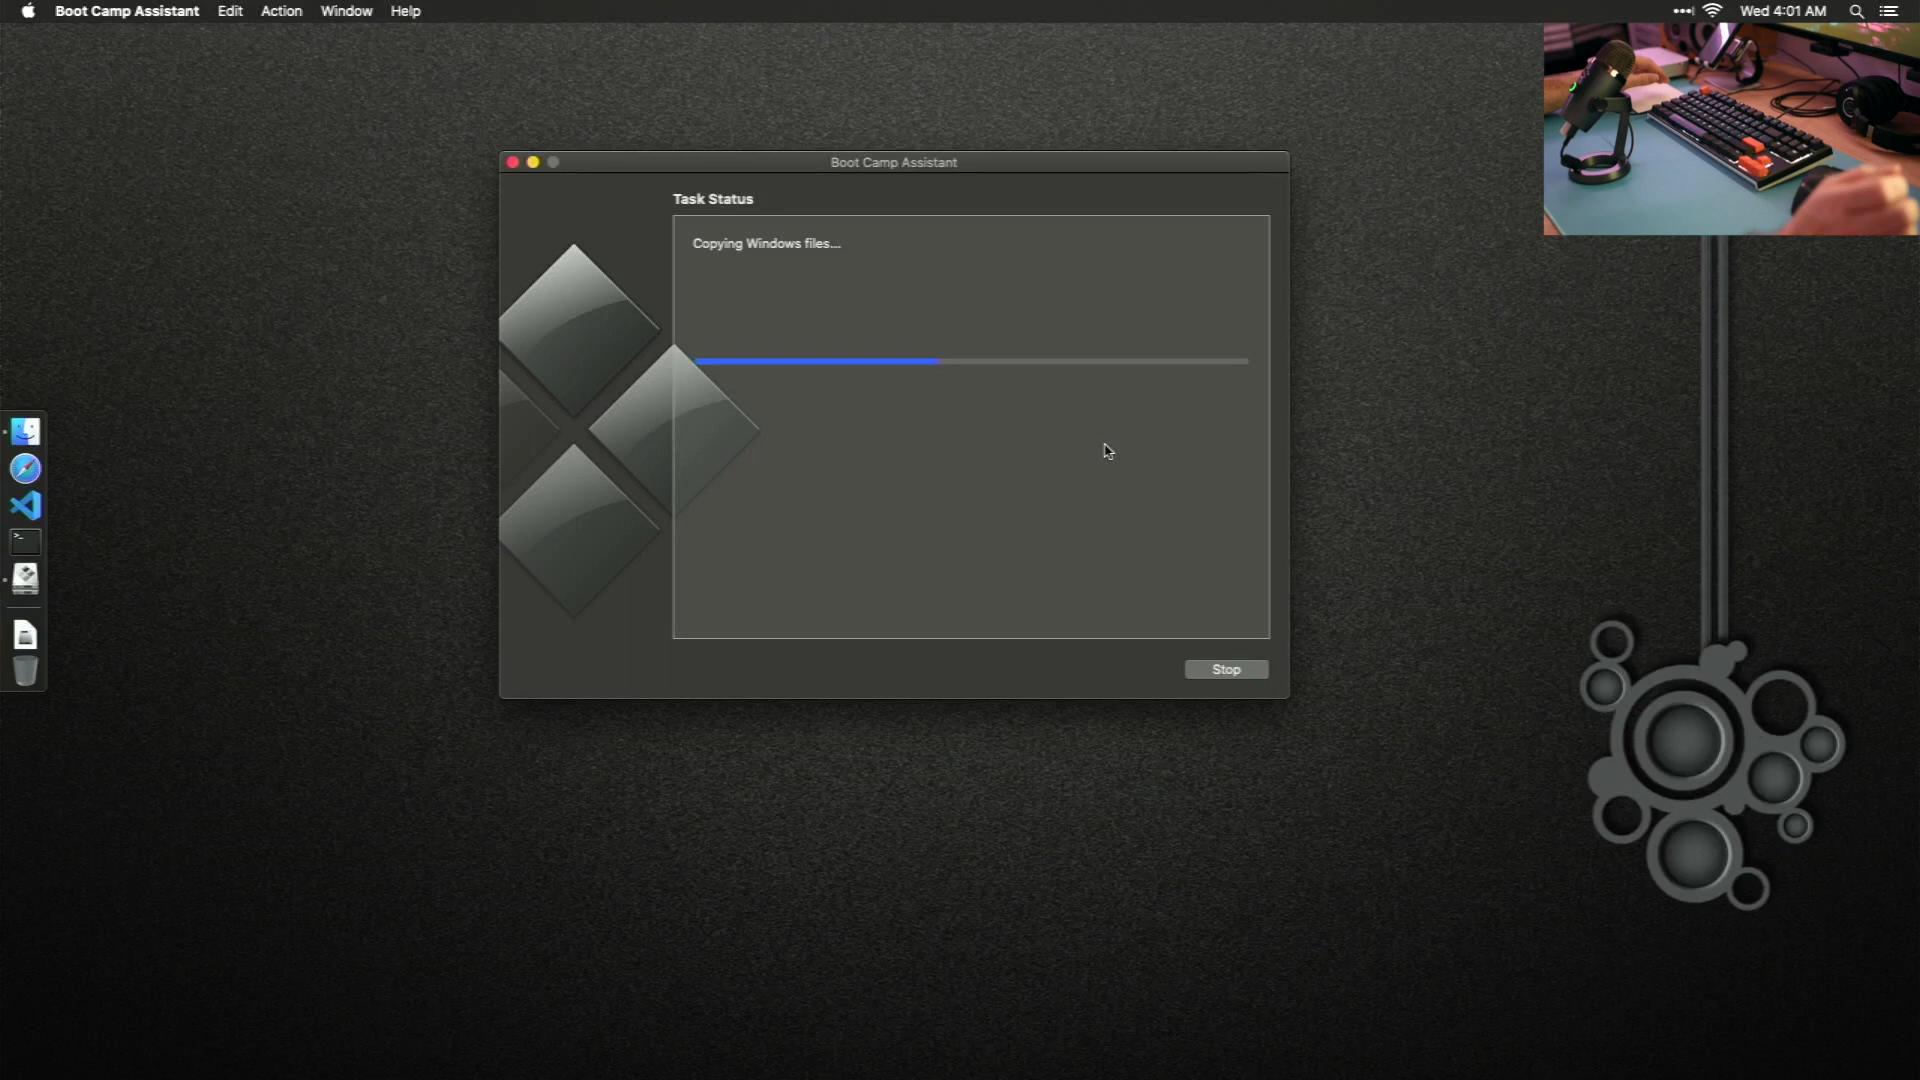 Boot Camp Assistant Edit Action Window Help
Wed 4:01 AM
Boot Camp Assistant
Task Status
Copying Windows files...
Stop